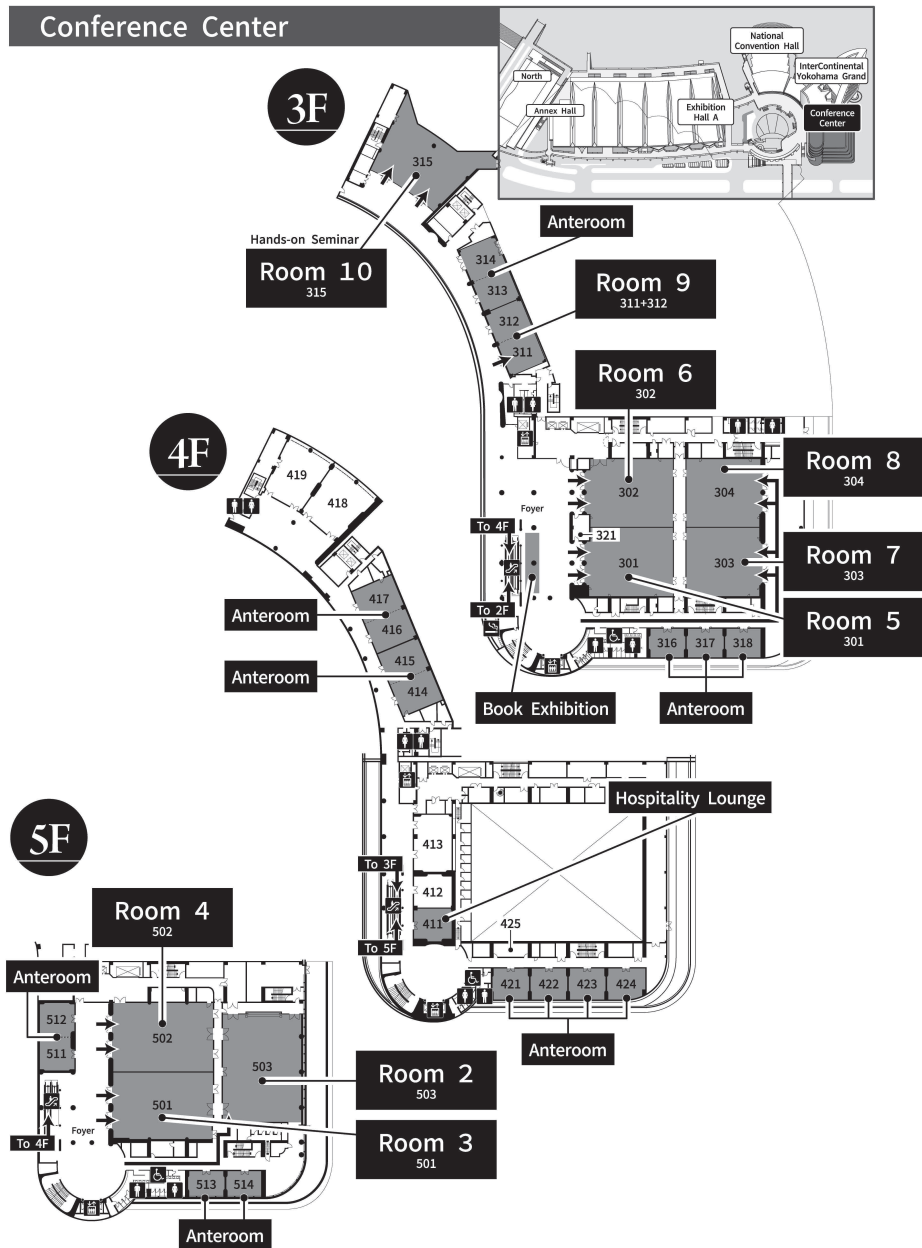 Conference Center
National
Convention Hall
InterContinental
Yokohama Grand
North
Annex Hall
Exhibition
Hall A
Conference
Center
3F
315
Hands-on Seminar
Room 10
315
Anteroom
314
313
312
311
Room 9
311+312
Room 6
302
Room 8
304
302
304
Foyer
321
To 4F
301
303
Room 7
303
To 2F
Room 5
301
316
317
318
Book Exhibition
Anteroom
4F
419
418
417
416
Anteroom
415
414
Anteroom
Hospitality Lounge
413
To 3F
412
411
425
To 5F
421
422
423
424
Anteroom
5F
Room 4
502
Anteroom
512
511
502
503
501
Room 2
503
To 4F
Foyer
Room 3
501
513
514
Anteroom